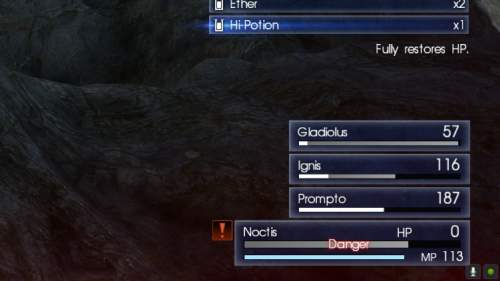 Ether x2
Hi-Potion x1
Fully restores HP.
Gladiolus 57
Ignis 116
Prompto 187
! Noctis HP 0
Danger
MP 113